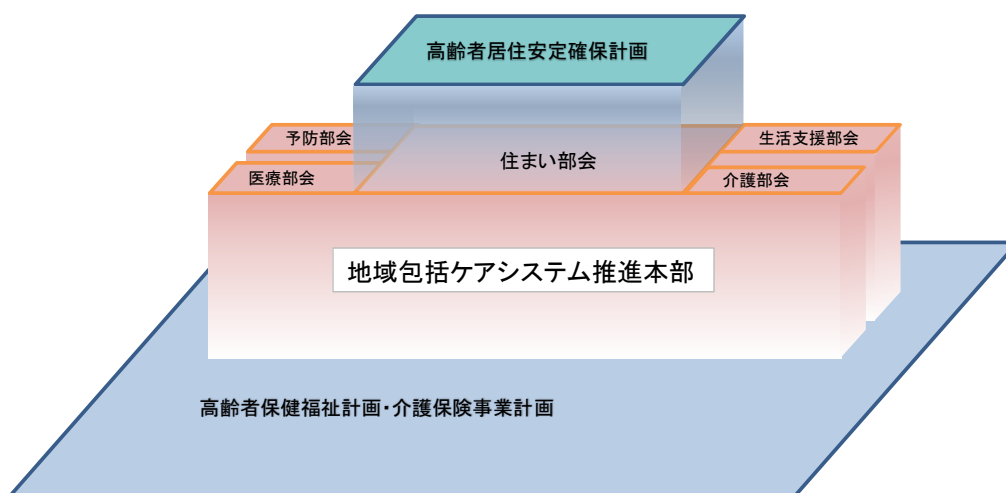 高齢者居住安定確保計画
予防部会
生活支援部会
住まい部会
医療部会
介護部会
地域包括ケアシステム推進本部
高齢者保健福祉計画・介護保険事業計画